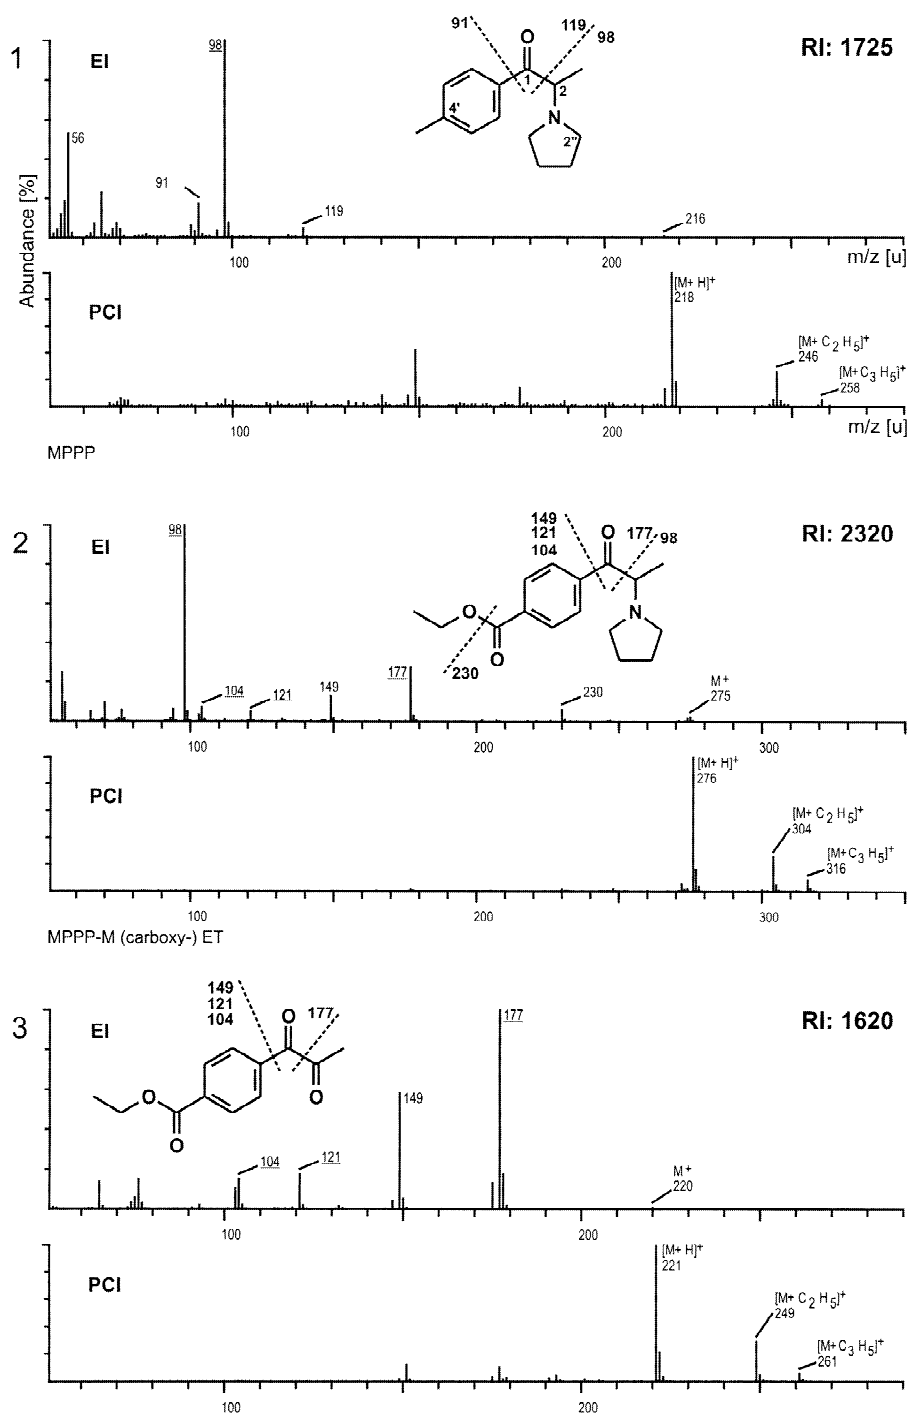 1
EI
98
56
91
119
216
91
119
98
O
1
2
4'
N
2"
RI: 1725
Abundance [%]
100
200
m/z [u]
PCI
[M+ H]+
218
[M+ C2 H5]+
246
[M+C3 H5]+
258
100
200
m/z [u]
MPPP
2
EI
98
104
121
149
177
230
M+
275
149
121
104
177
98
O
O
N
O
230
RI: 2320
100
200
300
PCI
[M+ H]+
276
[M+ C2 H5]+
304
[M+C3 H5]+
316
100
200
300
MPPP-M (carboxy-) ET
3
EI
149
121
104
177
O
O
O
O
104
121
149
177
M+
220
RI: 1620
100
200
PCI
[M+ H]+
221
[M+ C2 H5]+
249
[M+C3 H5]+
261
100
200